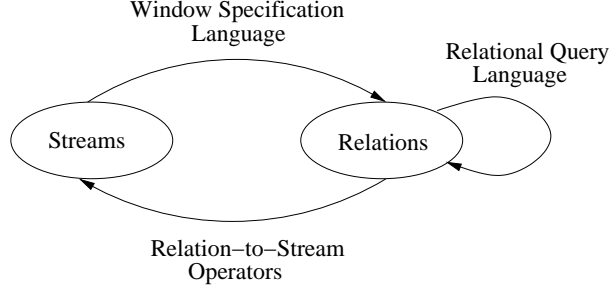 Window Specification
Language
Relational Query
Language
Streams
Relations
Relation−to−Stream
Operators